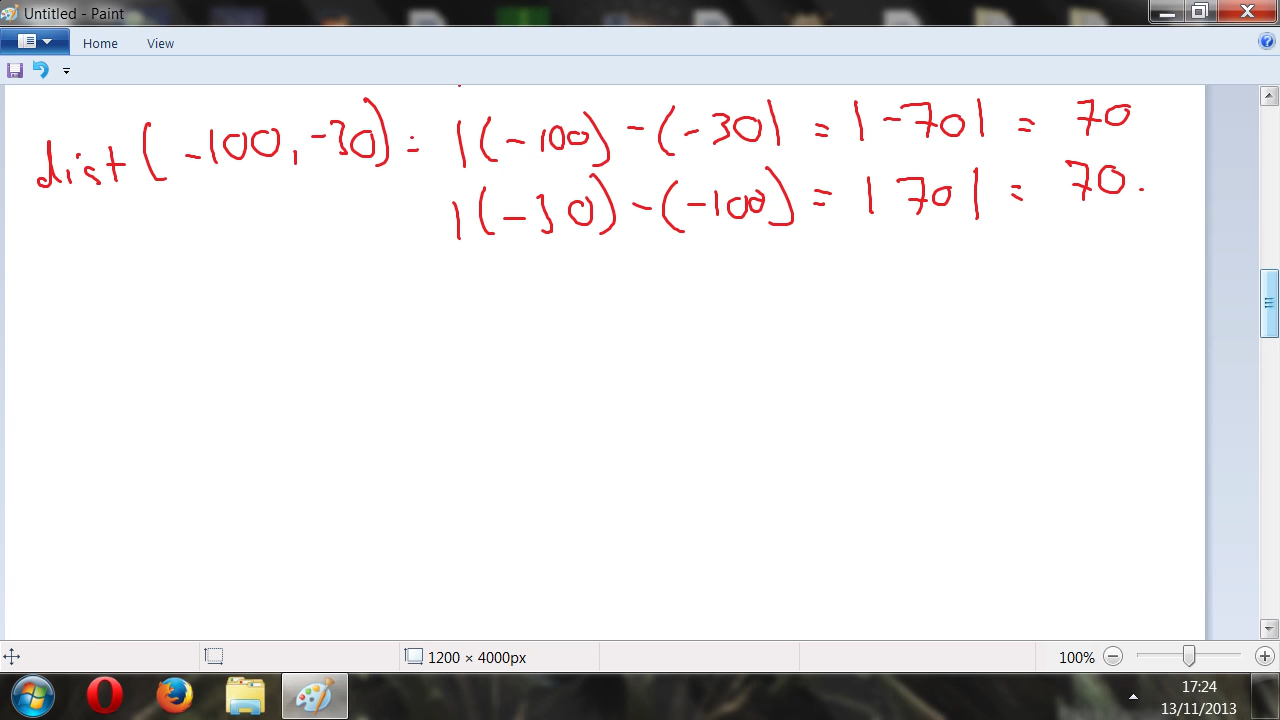 Untitled - Paint
Home View
dist( -100, -30) = |(-100) - (-30| = |-70| = 70
|(-30) - (-100) = |70| = 70.
1200 × 4000px 100%
17:24
13/11/2013